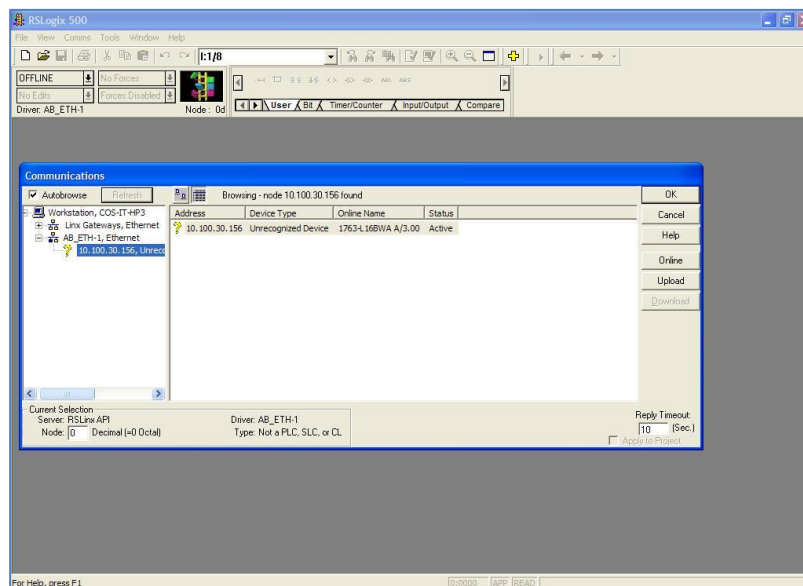 RSLogix 500
File View Comms Tools Window Help
I:1/8
OFFLINE No Forces
No Edits Forces Disabled
Driver: AB_ETH-1 Node: 0d
User Bit Timer/Counter Input/Output Compare
Communications
Autobrowse Refresh Browsing - node 10.100.30.156 found
Workstation, COS-IT-HP3
Linx Gateways, Ethernet
AB_ETH-1, Ethernet
10.100.30.156, Unreco
Address Device Type Online Name Status
10.100.30.156 Unrecognized Device 1763-L16BWA A/3.00 Active
OK
Cancel
Help
Online
Upload
Download
Current Selection
Server: RSLinx API Driver: AB_ETH-1
Node: 0 Decimal (=0 Octal) Type: Not a PLC, SLC, or CL
Reply Timeout:
10 (Sec.)
Apply to Project
For Help, press F1 0:0000 APP READ